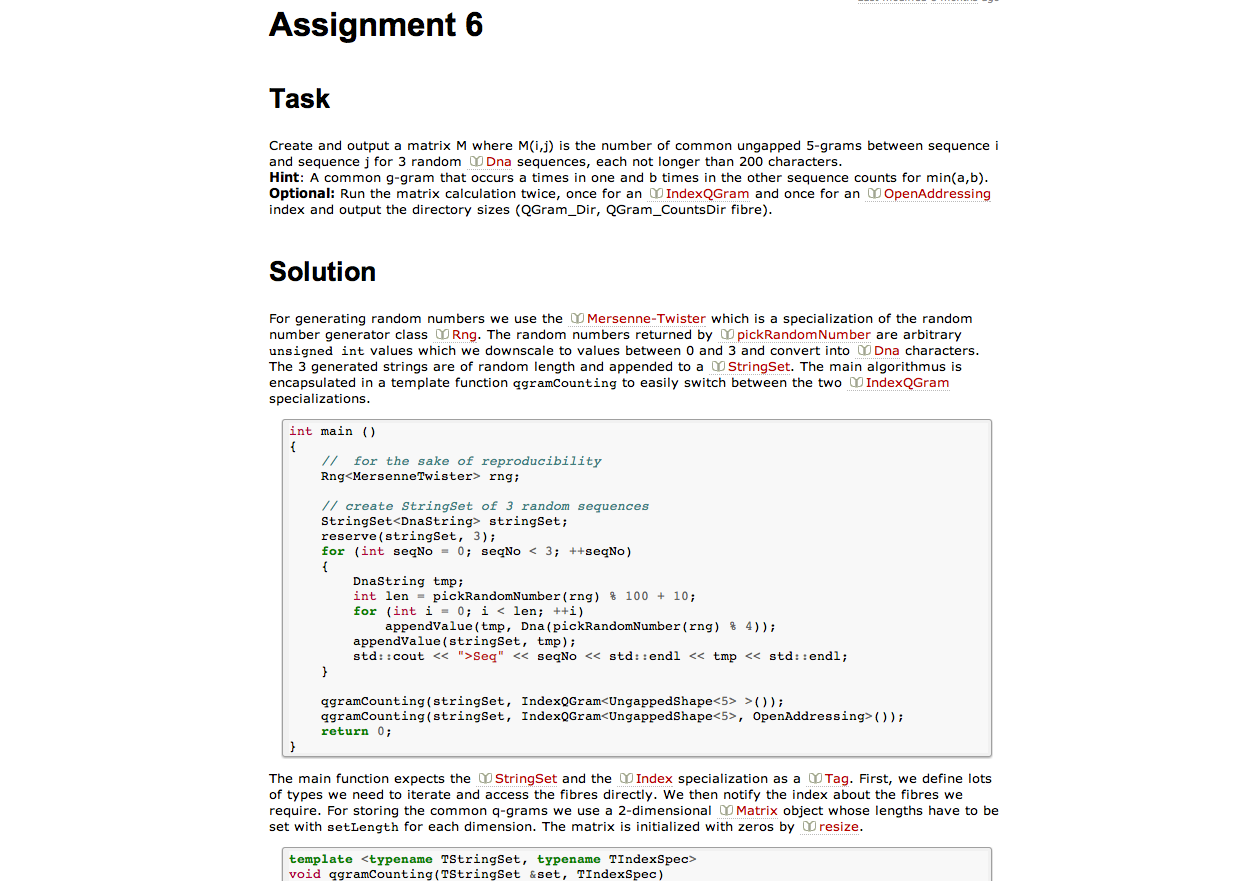 Assignment 6
Task
Create and output a matrix M where M(i,j) is the number of common ungapped 5-grams between sequence i
and sequence j for 3 random Dna sequences, each not longer than 200 characters.
Hint: A common g-gram that occurs a times in one and b times in the other sequence counts for min(a,b).
Optional: Run the matrix calculation twice, once for an IndexQGram and once for an OpenAddressing
index and output the directory sizes (QGram_Dir, QGram_CountsDir fibre).
Solution
For generating random numbers we use the Mersenne-Twister which is a specialization of the random
number generator class Rng. The random numbers returned by pickRandomNumber are arbitrary
unsigned int values which we downscale to values between 0 and 3 and convert into Dna characters.
The 3 generated strings are of random length and appended to a StringSet. The main algorithmus is
encapsulated in a template function qgramCounting to easily switch between the two IndexQGram
specializations.
int main ()
{
    //  for the sake of reproducibility
    Rng<MersenneTwister> rng;
    // create StringSet of 3 random sequences
    StringSet<DnaString> stringSet;
    reserve(stringSet, 3);
    for (int seqNo = 0; seqNo < 3; ++seqNo)
    {
        DnaString tmp;
        int len = pickRandomNumber(rng) % 100 + 10;
        for (int i = 0; i < len; ++i)
            appendValue(tmp, Dna(pickRandomNumber(rng) % 4));
        appendValue(stringSet, tmp);
        std::cout << ">Seq" << seqNo << std::endl << tmp << std::endl;
    }
    qgramCounting(stringSet, IndexQGram<UngappedShape<5> >());
    qgramCounting(stringSet, IndexQGram<UngappedShape<5>, OpenAddressing>());
    return 0;
}
The main function expects the StringSet and the Index specialization as a Tag. First, we define lots
of types we need to iterate and access the fibres directly. We then notify the index about the fibres we
require. For storing the common q-grams we use a 2-dimensional Matrix object whose lengths have to be
set with setLength for each dimension. The matrix is initialized with zeros by resize.
template <typename TStringSet, typename TIndexSpec>
void qgramCounting(TStringSet &set, TIndexSpec)